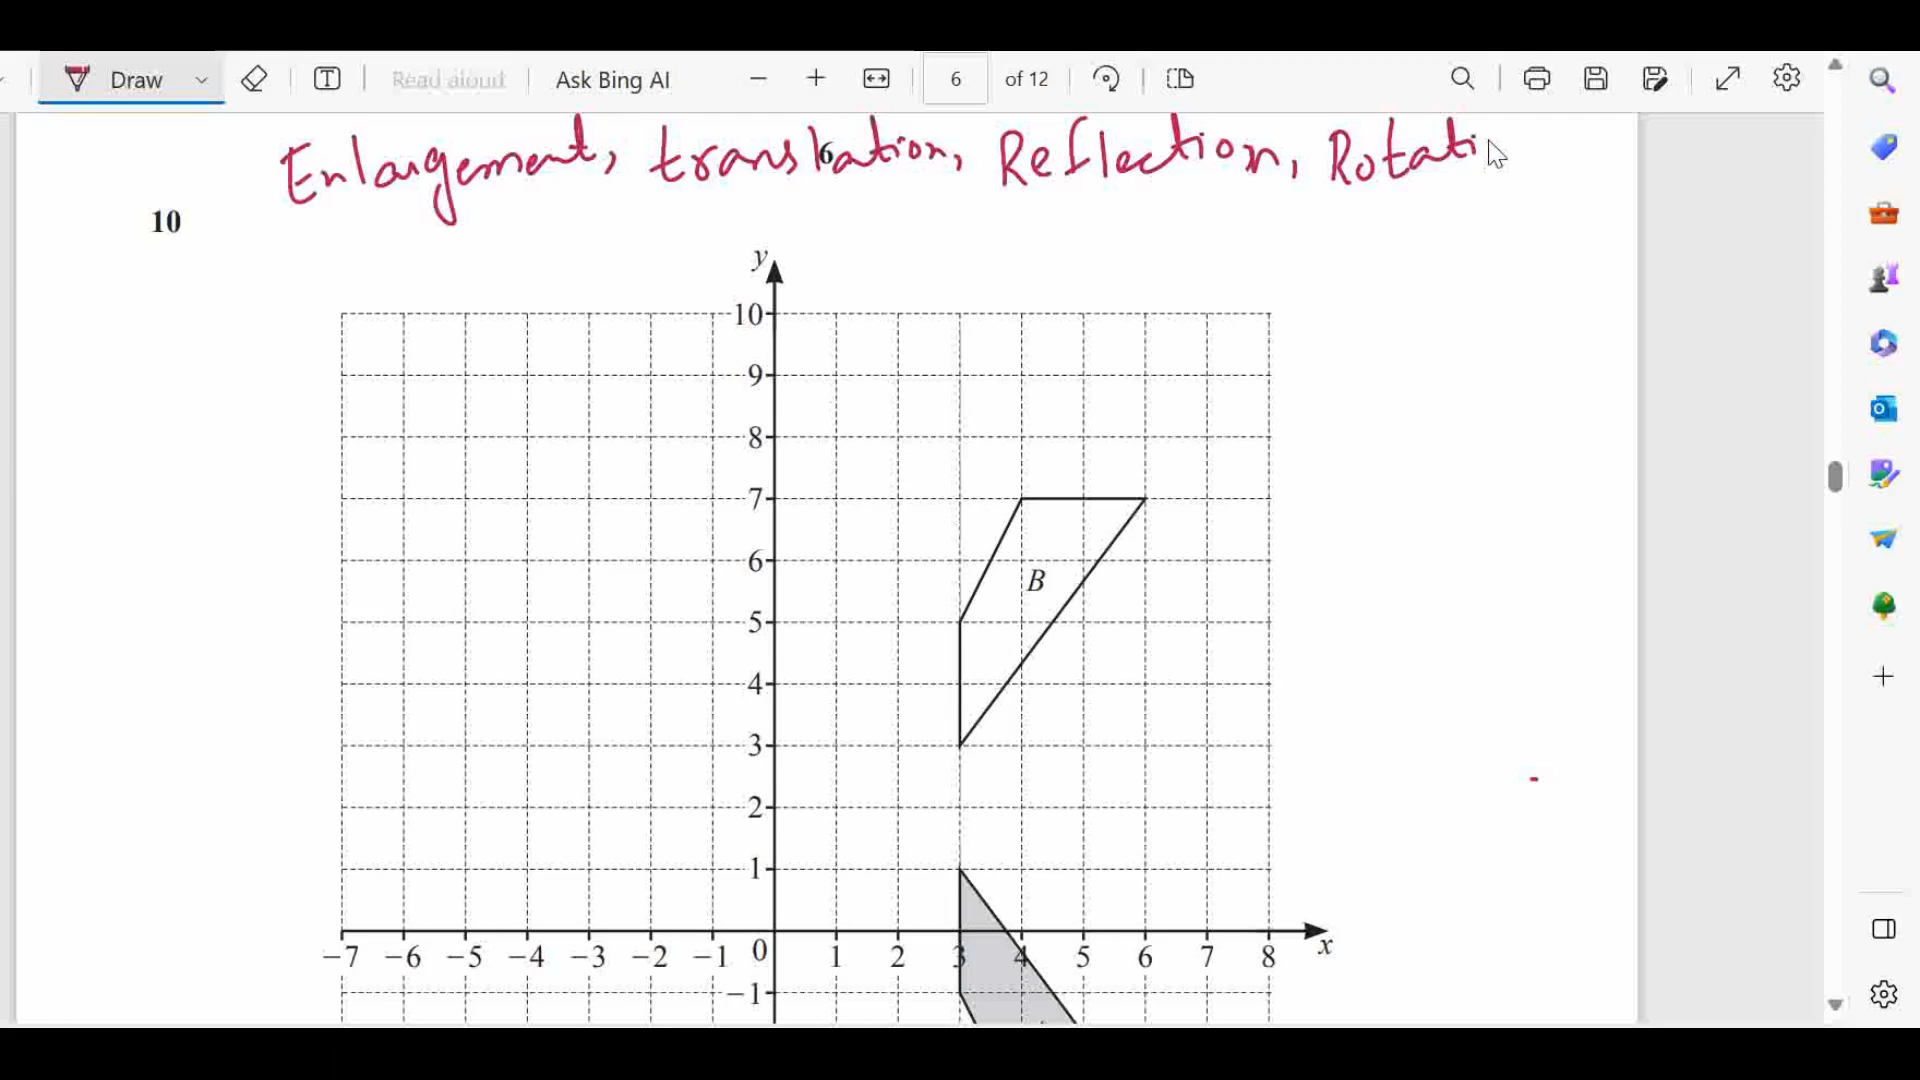 Draw
Read aloud
Ask Bing AI
6
of 12
Enlargement, translation, Reflection, Rotati
6
10
y
10
9
8
7
6
B
5
4
3
2
1
-7 -6 -5 -4 -3 -2 -1 0 1 2 3 4 5 6 7 8 x
-1